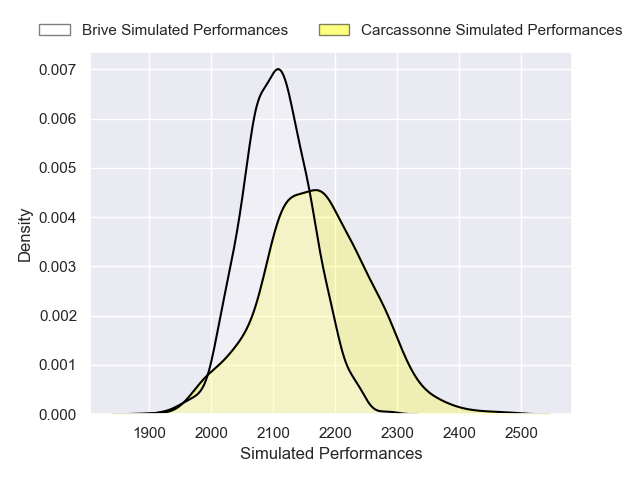 Brive Simulated Performances Carcassonne Simulated Performances
0.007
0.006
0.005
0.004
0.003
0.002
0.001
0.000
Density
1900 2000 2100 2200 2300 2400 2500
Simulated Performances